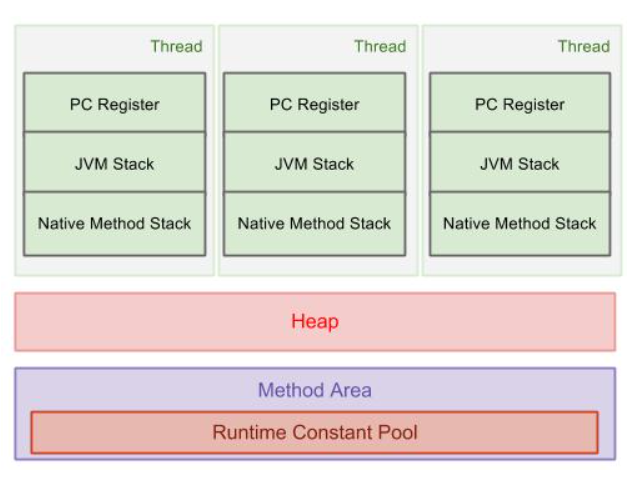 Thread
PC Register
JVM Stack
Native Method Stack
Thread
PC Register
JVM Stack
Native Method Stack
Thread
PC Register
JVM Stack
Native Method Stack
Heap
Method Area
Runtime Constant Pool